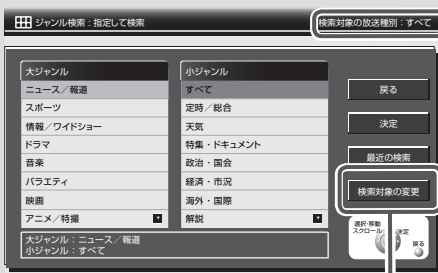 ジャンル検索：指定して検索
検索対象の放送種別：すべて
大ジャンル
小ジャンル
ニュース／報道
すべて
戻る
スポーツ
定時／総合
情報／ワイドショー
天気
決定
ドラマ
特集・ドキュメント
音楽
政治・国会
最近の検索
バラエティ
経済・市況
映画
海外・国際
検索対象の変更
アニメ／特撮
解説
大ジャンル：ニュース／報道
小ジャンル：すべて
選択・移動
スクロール
決定
戻る